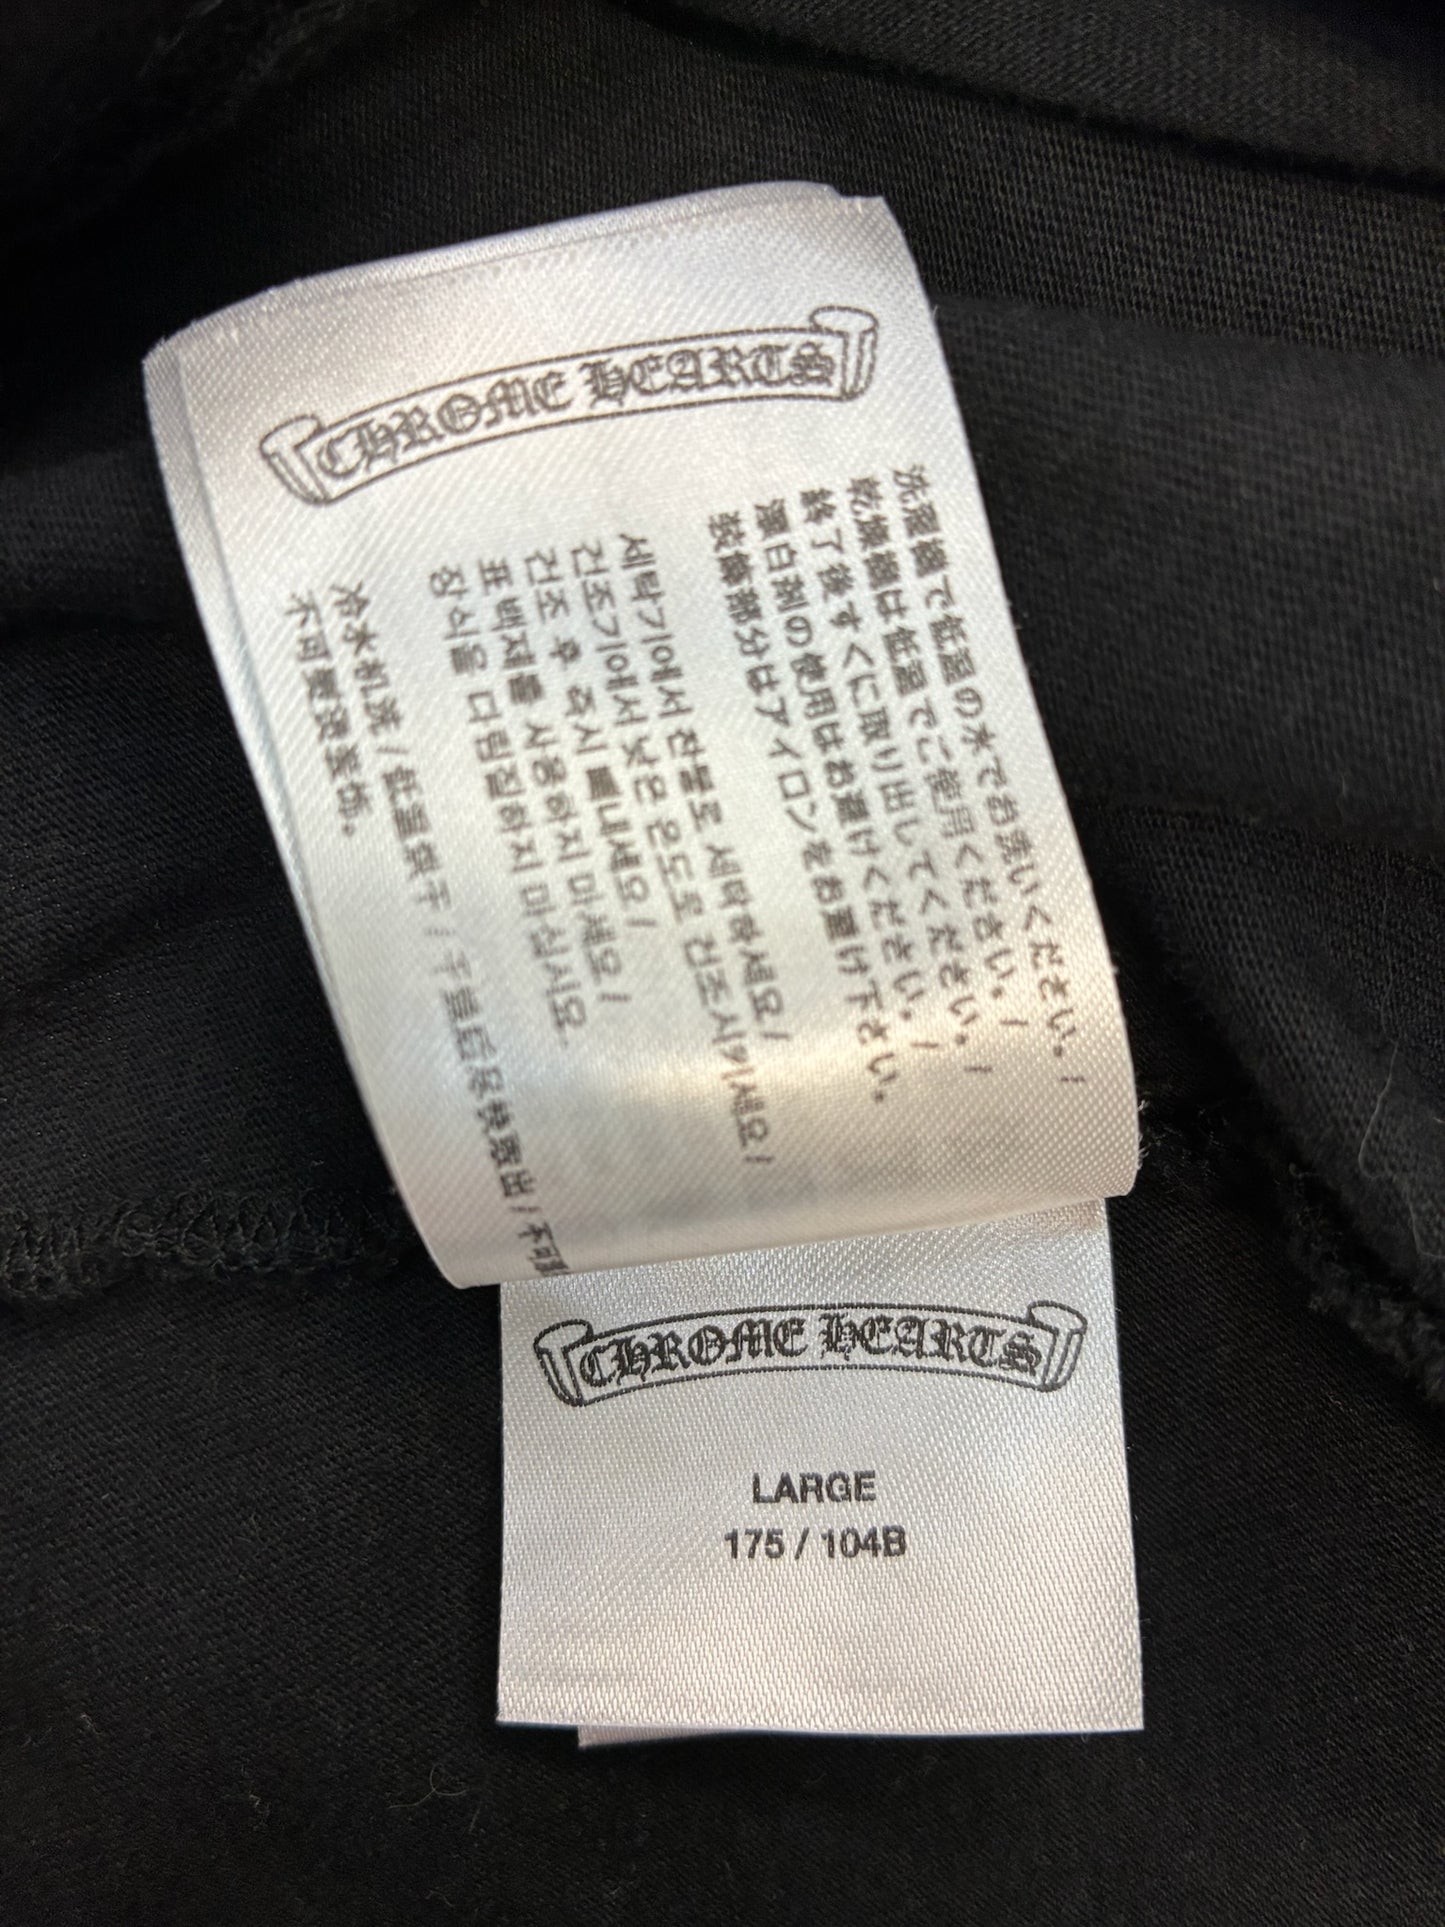 CHROME HEARTS
洗濯機で低温の水でお洗いください。/
乾燥機は低温でご使用ください。/
終了後すぐに取り出してください。/
漂白剤の使用はお避けください。/
装飾部分はアイロンをお避け下さい。
세탁기에서 찬물로 세탁하세요 /
건조기에서 낮은 온도로 건조시키세요 /
건조 후 즉시 빼내세요 /
표백제를 사용하지 마세요 /
장식물 다림질하지 마십시오.
冷水机洗 / 低温烘干 / 干燥后尽快取出 / 不可
不可熨烫装饰。
CHROME HEARTS
LARGE
175 / 104B